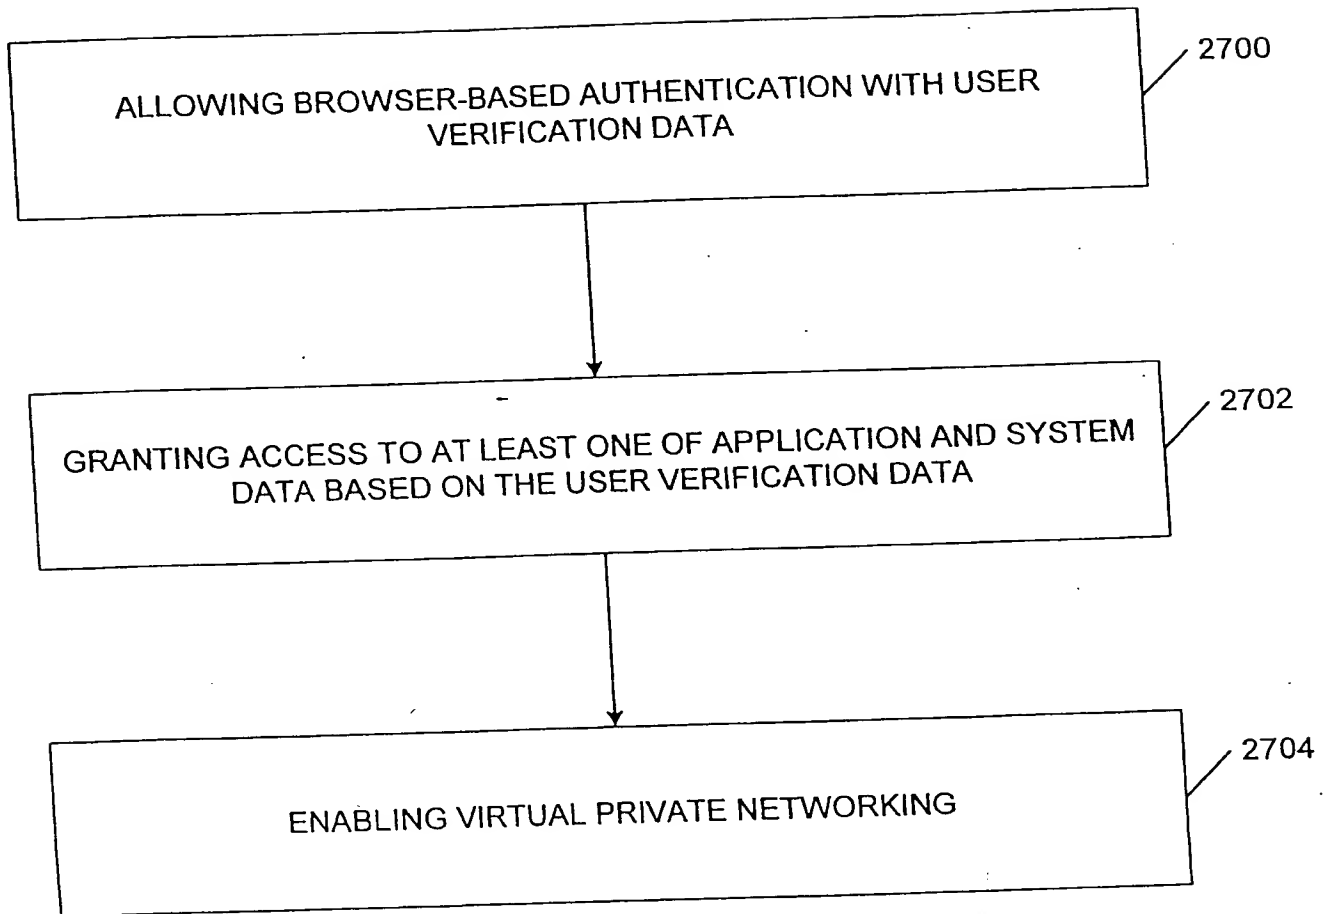 2700
ALLOWING BROWSER-BASED AUTHENTICATION WITH USER
VERIFICATION DATA
2702
GRANTING ACCESS TO AT LEAST ONE OF APPLICATION AND SYSTEM
DATA BASED ON THE USER VERIFICATION DATA
2704
ENABLING VIRTUAL PRIVATE NETWORKING